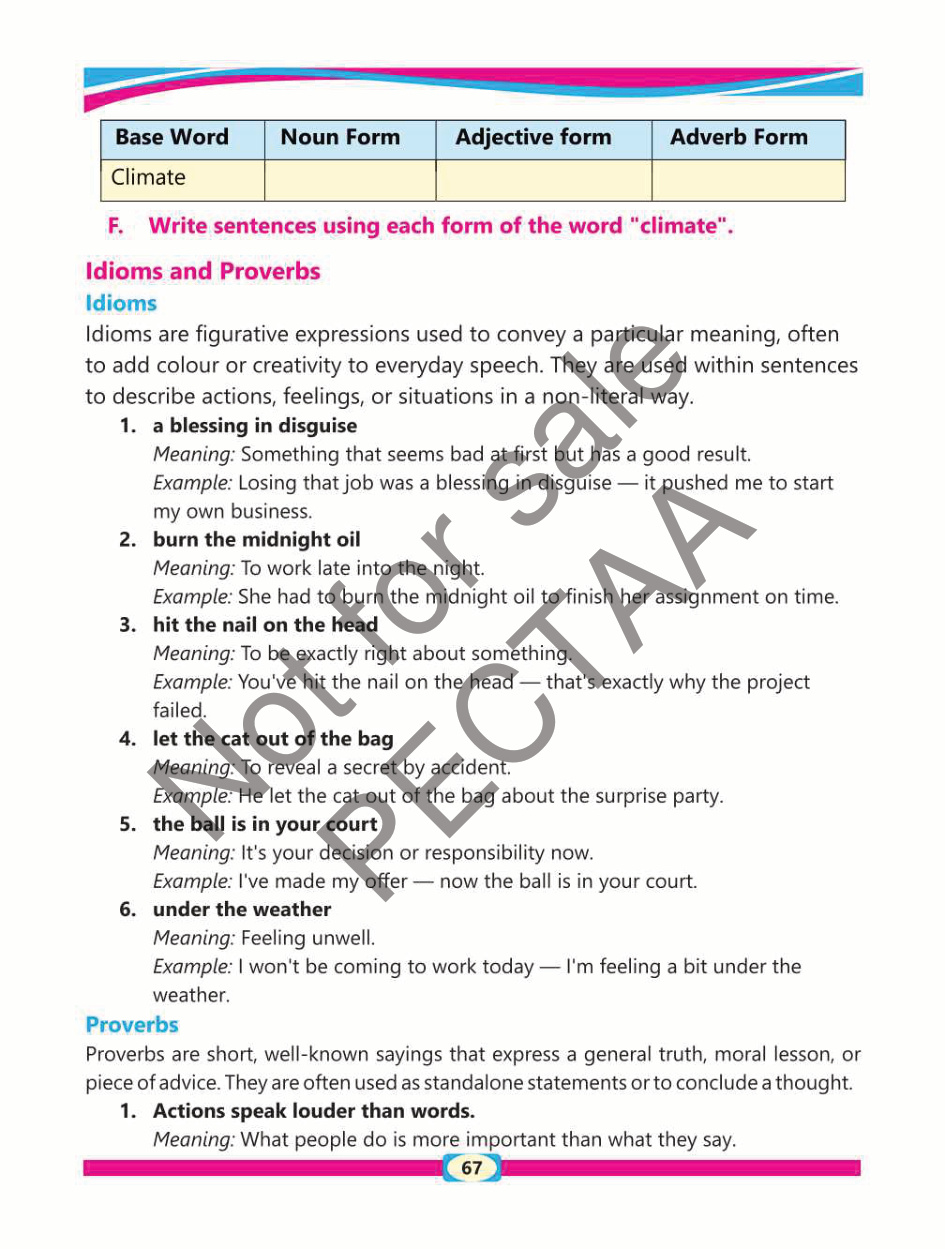 Base Word Noun Form Adjective form Adverb Form
Climate
F. Write sentences using each form of the word "climate".
Idioms and Proverbs
Idioms
Idioms are figurative expressions used to convey a particular meaning, often
to add colour or creativity to everyday speech. They are used within sentences
to describe actions, feelings, or situations in a non-literal way.
1. a blessing in disguise
Meaning: Something that seems bad at first but has a good result.
Example: Losing that job was a blessing in disguise — it pushed me to start
my own business.
2. burn the midnight oil
Meaning: To work late into the night.
Example: She had to burn the midnight oil to finish her assignment on time.
3. hit the nail on the head
Meaning: To be exactly right about something.
Example: You've hit the nail on the head — that's exactly why the project
failed.
4. let the cat out of the bag
Meaning: To reveal a secret by accident.
Example: He let the cat out of the bag about the surprise party.
5. the ball is in your court
Meaning: It's your decision or responsibility now.
Example: I've made my offer — now the ball is in your court.
6. under the weather
Meaning: Feeling unwell.
Example: I won't be coming to work today — I'm feeling a bit under the
weather.
Proverbs
Proverbs are short, well-known sayings that express a general truth, moral lesson, or
piece of advice. They are often used as standalone statements or to conclude a thought.
1. Actions speak louder than words.
Meaning: What people do is more important than what they say.
67
Not for sale
PECTAA